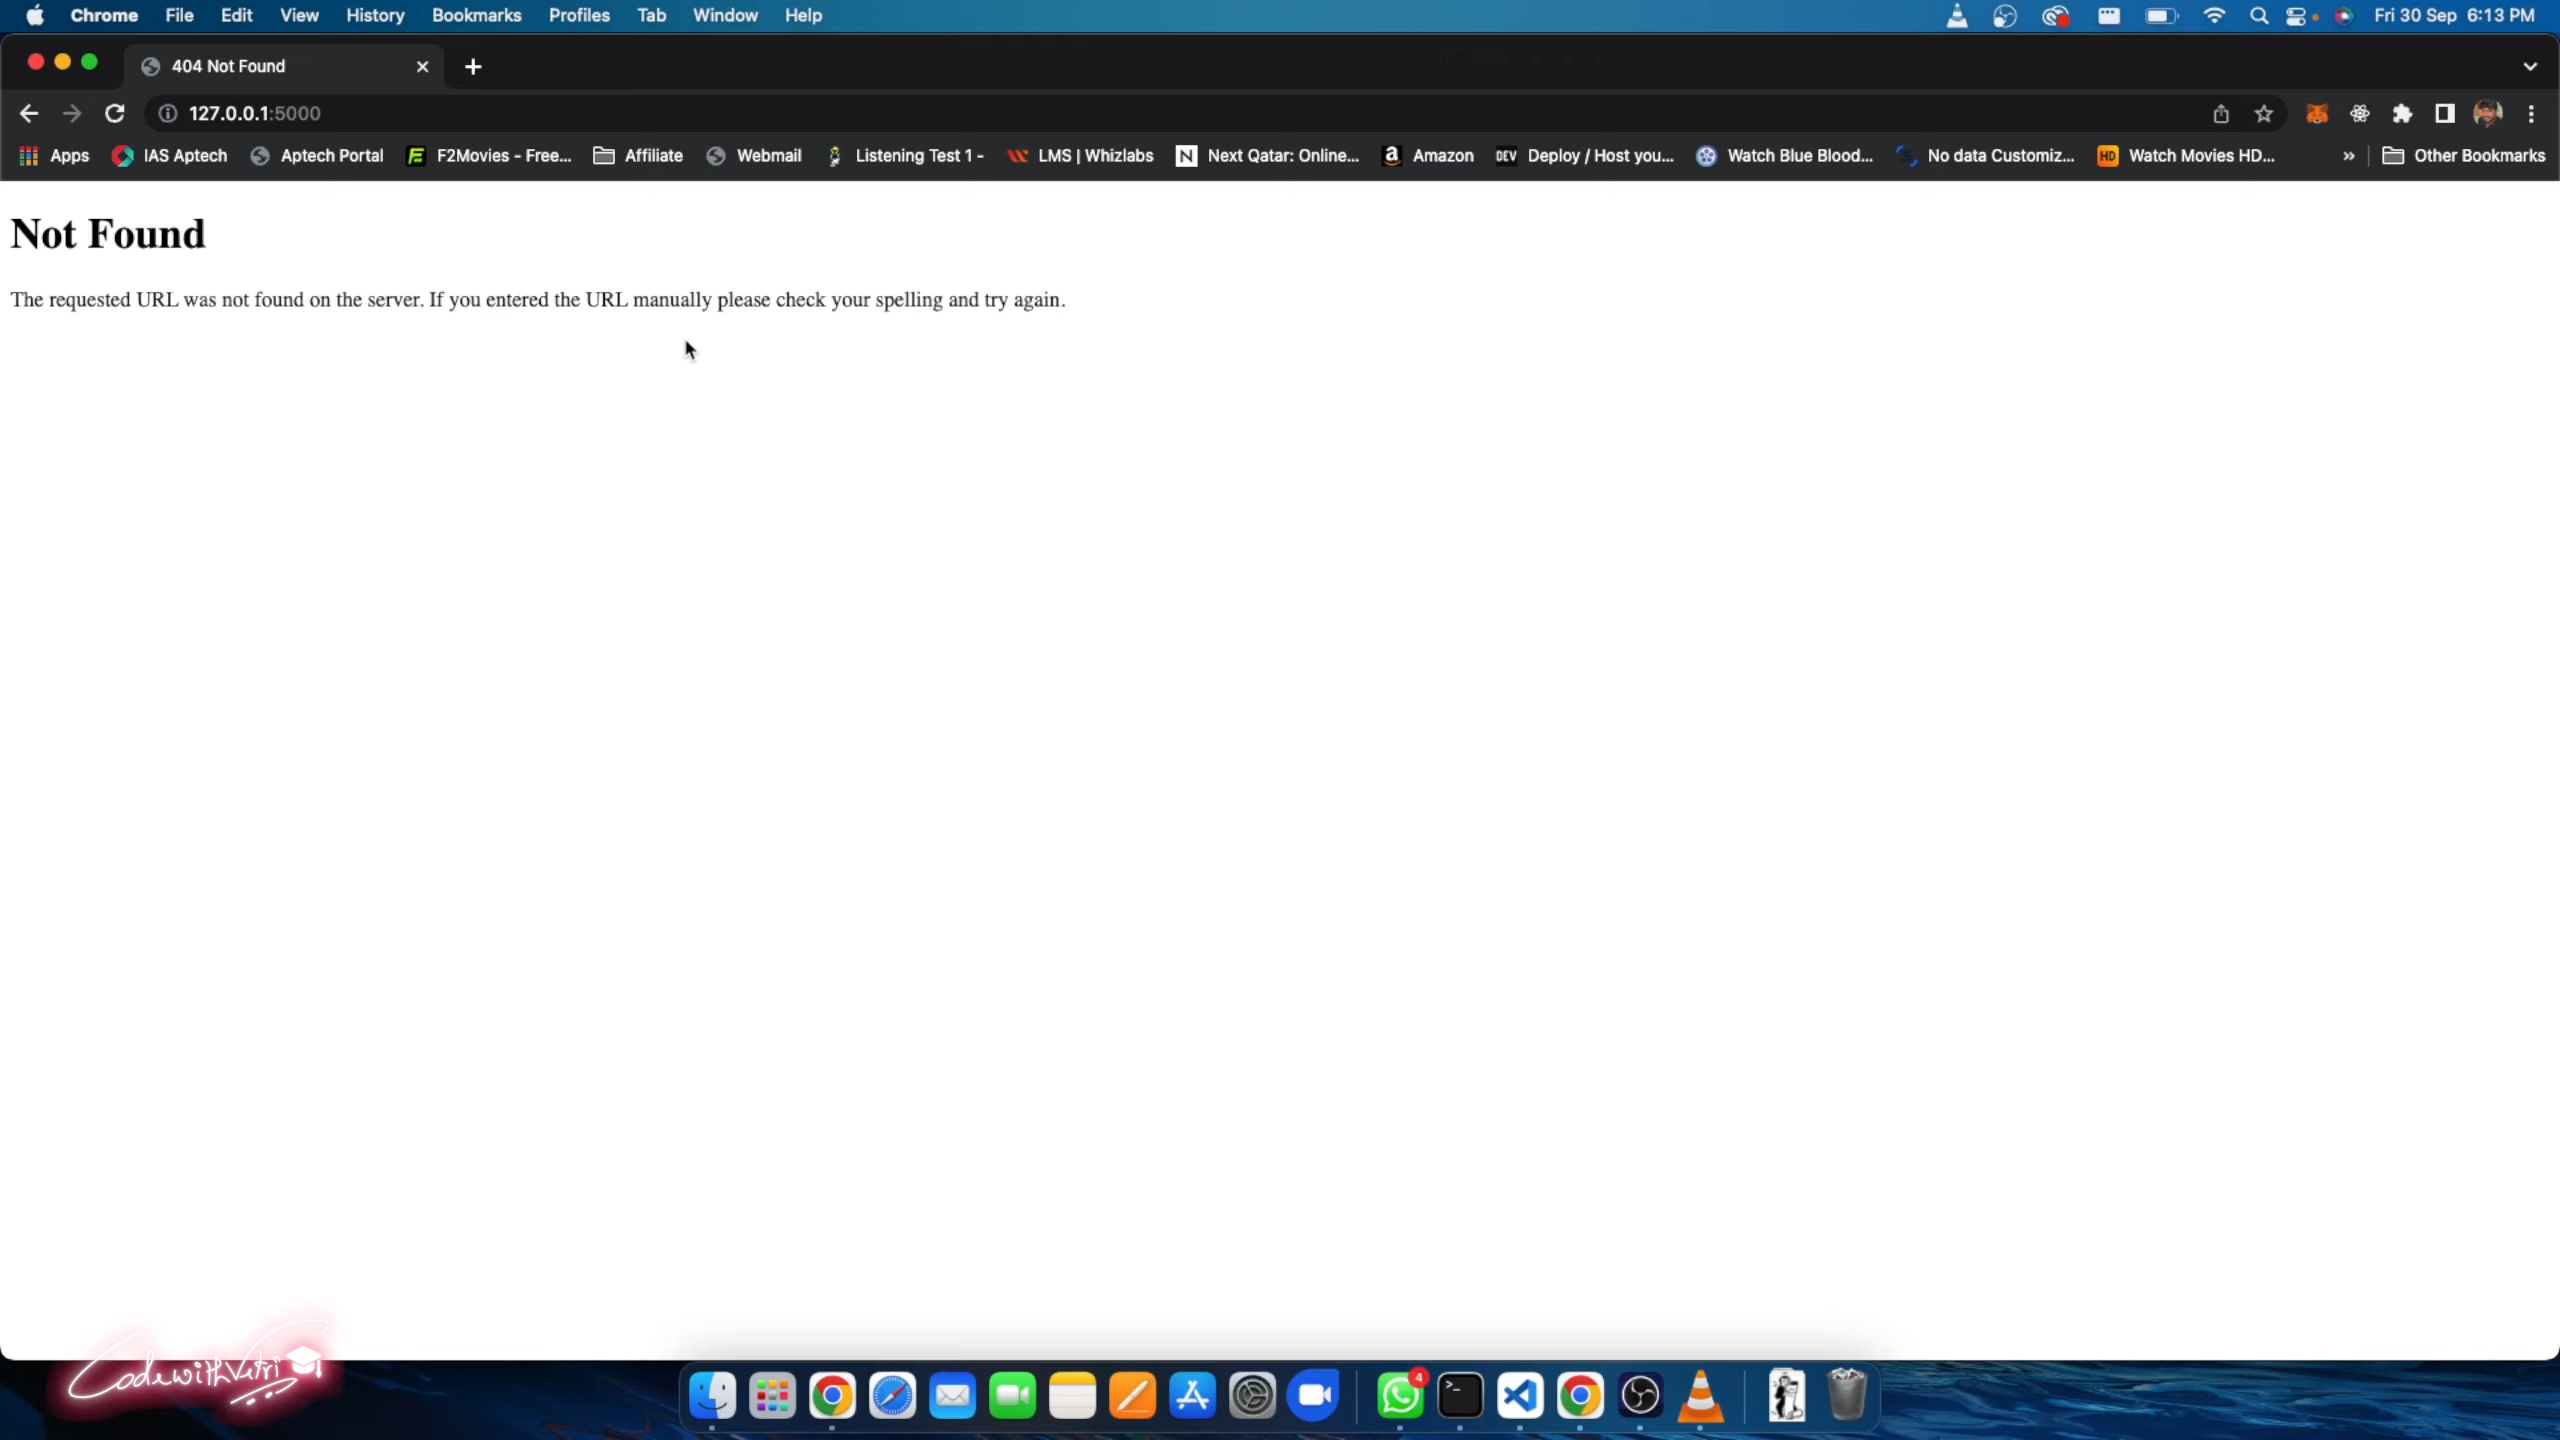 Chrome File Edit View History Bookmarks Profiles Tab Window Help Fri 30 Sep 6:13 PM
404 Not Found
127.0.0.1:5000
Apps IAS Aptech Aptech Portal F2Movies - Free... Affiliate Webmail Listening Test 1 - LMS | Whizlabs N Next Qatar: Online... a Amazon DEV Deploy / Host you... Watch Blue Blood... No data Customiz... HD Watch Movies HD... » Other Bookmarks
Not Found
The requested URL was not found on the server. If you entered the URL manually please check your spelling and try again.
CodewithVetri
4